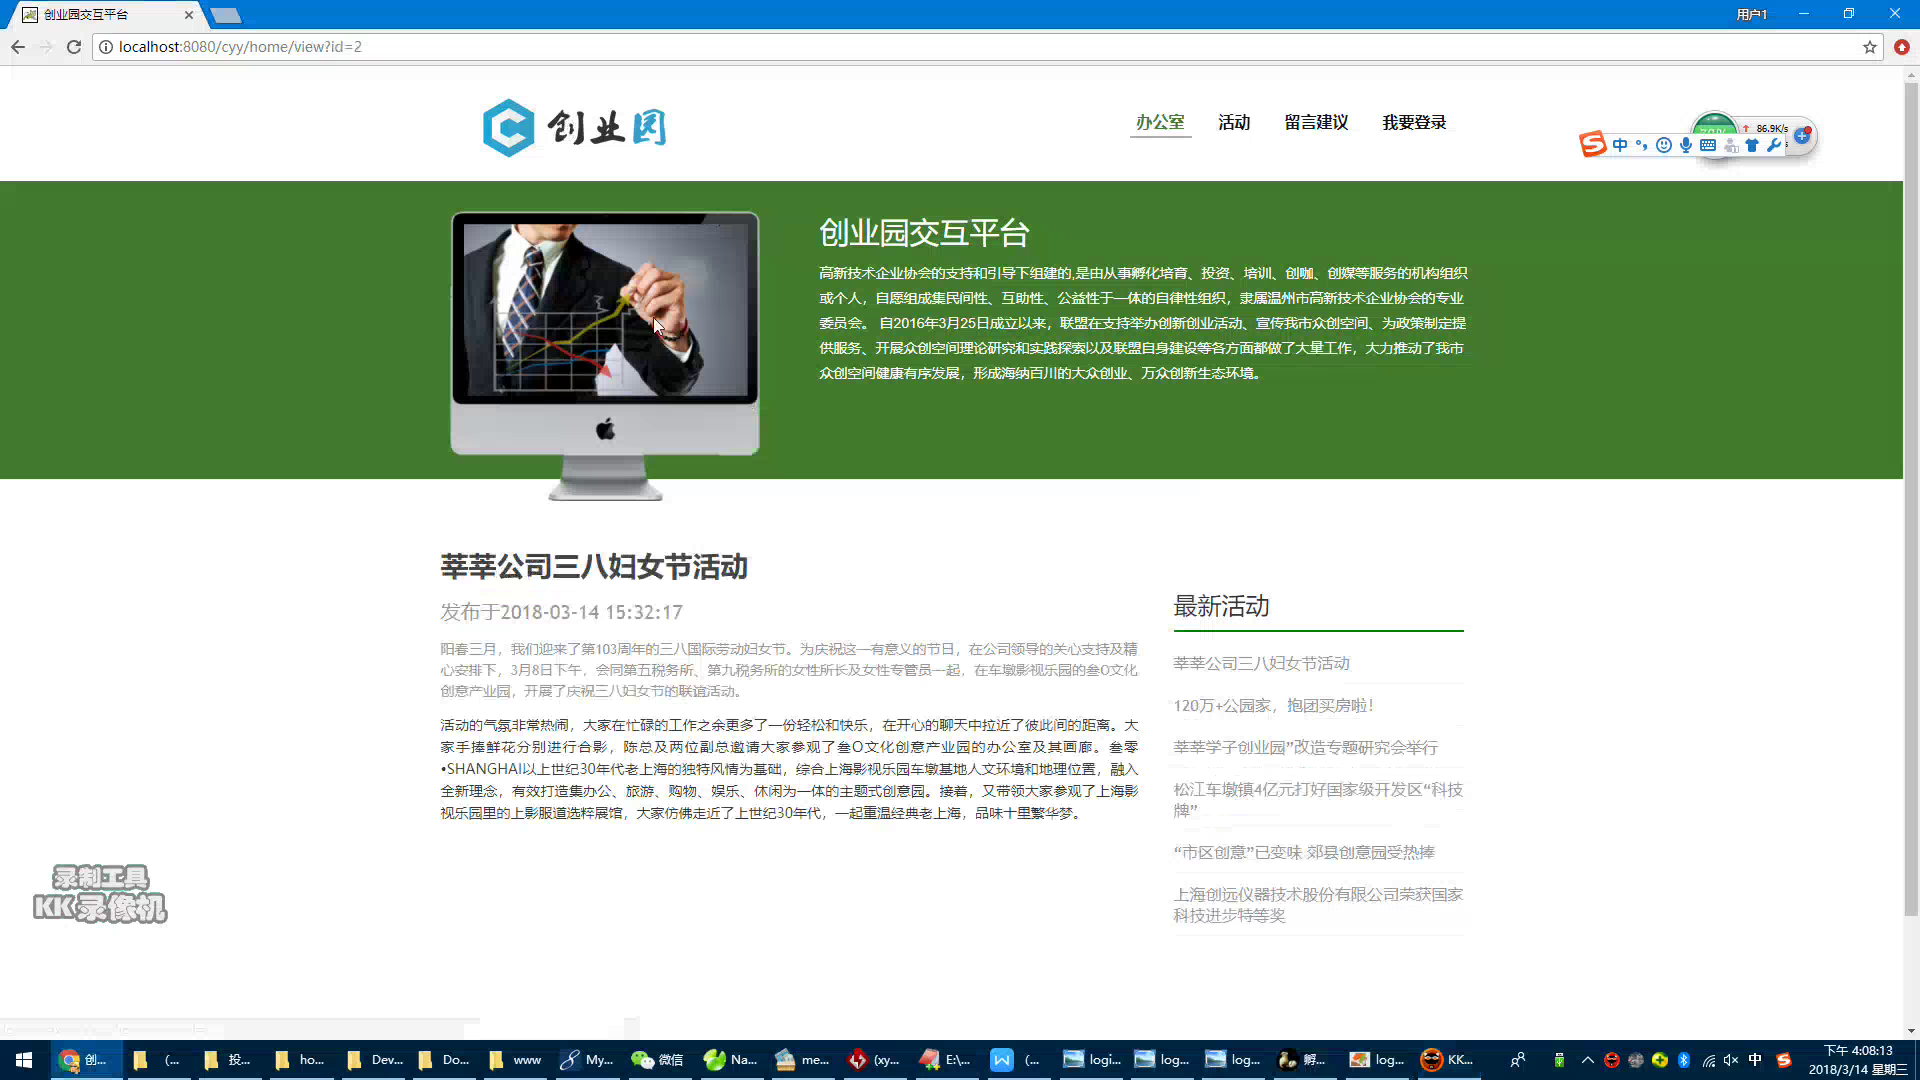 创业园交互平台
用户1
localhost:8080/cyy/home/view?id=2
创业园
办公室
活动
留言建议
我要登录
86.9K/s
中
创业园交互平台
高新技术企业协会的支持和引导下组建的,是由从事孵化培育、投资、培训、创咖、创媒等服务的机构组织
或个人，自愿组成集民间性、互助性、公益性于一体的自律性组织，隶属温州市高新技术企业协会的专业
委员会。 自2016年3月25日成立以来，联盟在支持举办创新创业活动、宣传我市众创空间、为政策制定提
供服务、开展众创空间理论研究和实践探索以及联盟自身建设等各方面都做了大量工作，大力推动了我市
众创空间健康有序发展，形成海纳百川的大众创业、万众创新生态环境。
莘莘公司三八妇女节活动
发布于2018-03-14 15:32:17
阳春三月，我们迎来了第103周年的三八国际劳动妇女节。为庆祝这一有意义的节日，在公司领导的关心支持及精
心安排下，3月8日下午，会同第五税务所、第九税务所的女性所长及女性专管员一起，在车墩影视乐园的叁O文化
创意产业园，开展了庆祝三八妇女节的联谊活动。
活动的气氛非常热闹，大家在忙碌的工作之余更多了一份轻松和快乐，在开心的聊天中拉近了彼此间的距离。大
家手捧鲜花分别进行合影，陈总及两位副总邀请大家参观了叁O文化创意产业园的办公室及其画廊。叁零
•SHANGHAI以上世纪30年代老上海的独特风情为基础，综合上海影视乐园车墩基地人文环境和地理位置，融入
全新理念，有效打造集办公、旅游、购物、娱乐、休闲为一体的主题式创意园。接着，又带领大家参观了上海影
视乐园里的上影服道选粹展馆，大家仿佛走近了上世纪30年代，一起重温经典老上海，品味十里繁华梦。
最新活动
莘莘公司三八妇女节活动
120万+公园家，抱团买房啦！
莘莘学子创业园”改造专题研究会举行
松江车墩镇4亿元打好国家级开发区“科技
牌”
“市区创意”已变味 郊县创意园受热捧
上海创远仪器技术股份有限公司荣获国家
科技进步特等奖
录制工具
KK录像机
创...
(...
投...
ho...
Dev...
Do...
www
My...
微信
Na...
me...
(xy...
E:\...
(...
logi...
log...
log...
孵...
log...
KK...
中
下午 4:08:13
2018/3/14 星期三